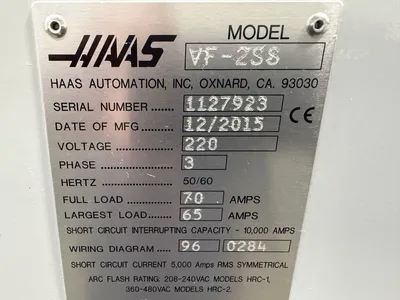 HAAS MODEL VF-2SS
HAAS AUTOMATION, INC, OXNARD, CA. 93030
SERIAL NUMBER 1127923
DATE OF MFG. 12/2015 CE
VOLTAGE 220
PHASE 3
HERTZ 50/60
FULL LOAD 70 AMPS
LARGEST LOAD 65 AMPS
SHORT CIRCUIT INTERRUPTING CAPACITY - 10,000 AMPS
WIRING DIAGRAM 96 0284
SHORT CIRCUIT CURRENT 5,000 Amps RMS SYMMETRICAL
ARC FLASH RATING: 208-240VAC MODELS HRC-1,
360-480VAC MODELS HRC-2.